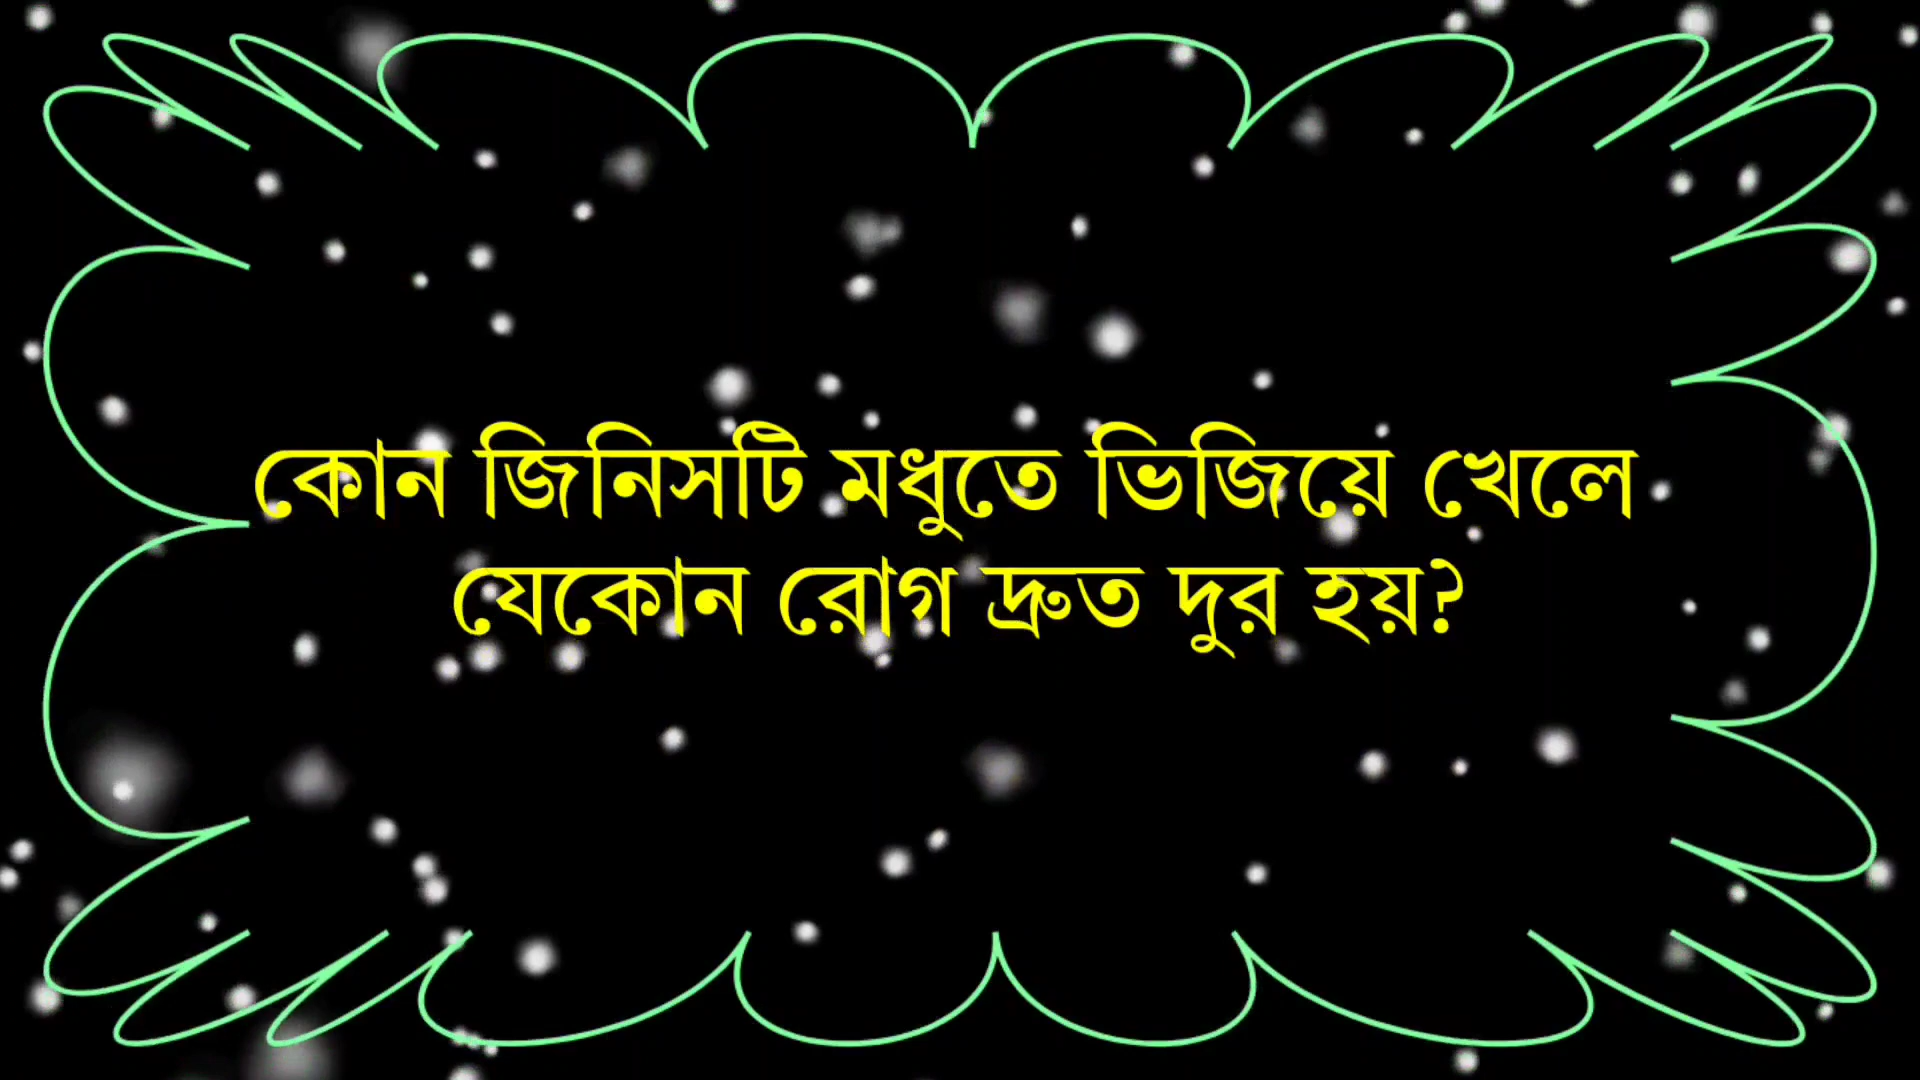 কোন জিনিসটি মধুতে ভিজিয়ে খেলে
যেকোন রোগ দ্রুত দুর হয়?